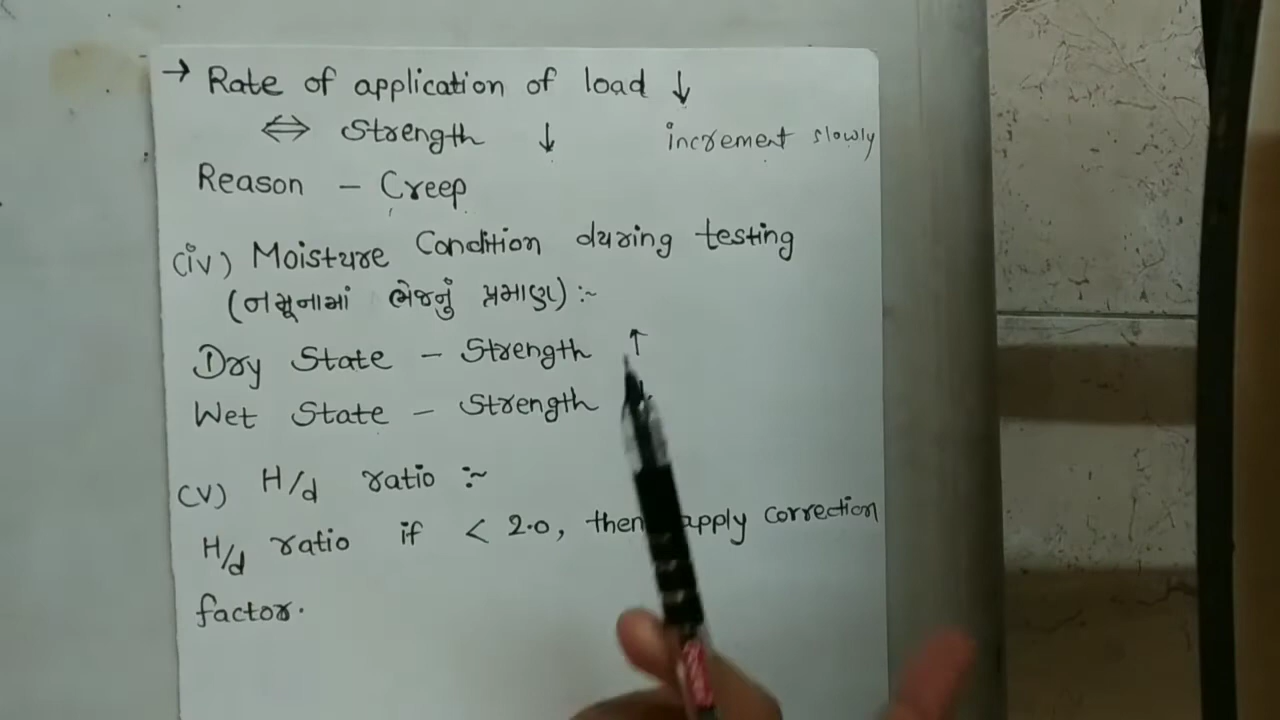 → Rate of application of load ↓
⇔ Strength ↓ increment slowly
Reason - Creep
(iv) Moisture Condition during testing
(નમૂનામાં ભેજનું પ્રમાણ) :-
Dry State - Strength ↑
Wet State - Strength
(v) H/d ratio :-
H/d ratio if < 2.0, then apply correction
factor.